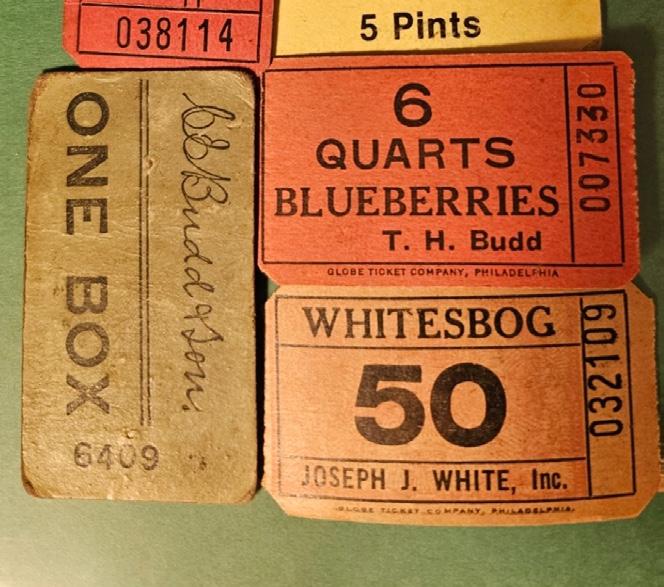 038114
5 Pints
ONE BOX
C E Budd & Son.
6409
6
QUARTS
BLUEBERRIES
T. H. Budd
GLOBE TICKET COMPANY, PHILADELPHIA
007330
WHITESBOG
50
JOSEPH J. WHITE, Inc.
GLOBE TICKET COMPANY, PHILADELPHIA.
032109